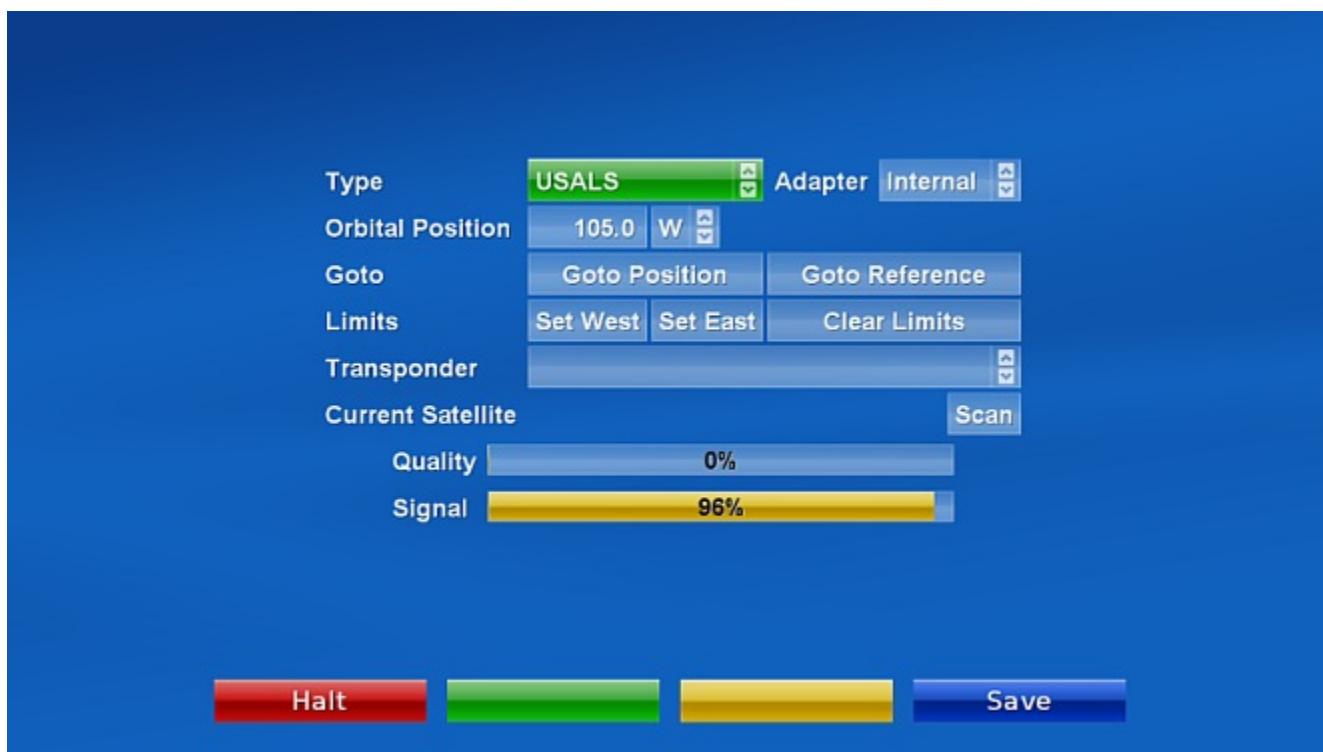 Type USALS Adapter Internal
Orbital Position 105.0 W
Goto Goto Position Goto Reference
Limits Set West Set East Clear Limits
Transponder
Current Satellite Scan
Quality 0%
Signal 96%
Halt Save